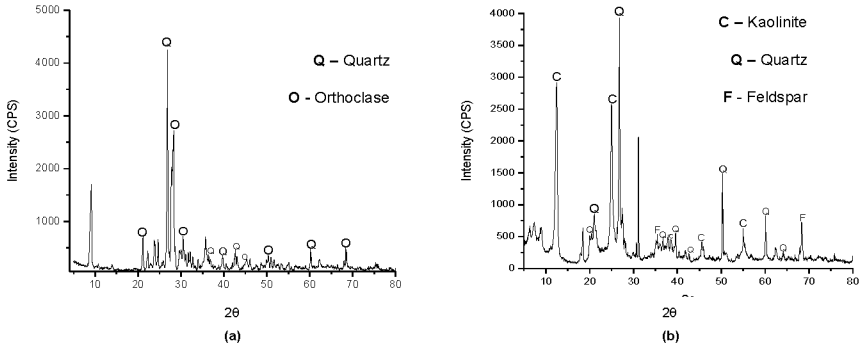 5000
4000
3000
4000
1000
Intensity (CPS)
10 20 30 40 50 60 70 80
2θ
(a)
Q – Quartz
O - Orthoclase
Q
O
O
O
O
O
O
O
4000
3500
3000
2500
2000
1500
1000
500
0
Intensity (CPS)
10 20 30 40 50 60 70 80
2θ
(b)
C – Kaolinite
Q – Quartz
F - Feldspar
C
C
Q
Q
F
C
Q
C
F